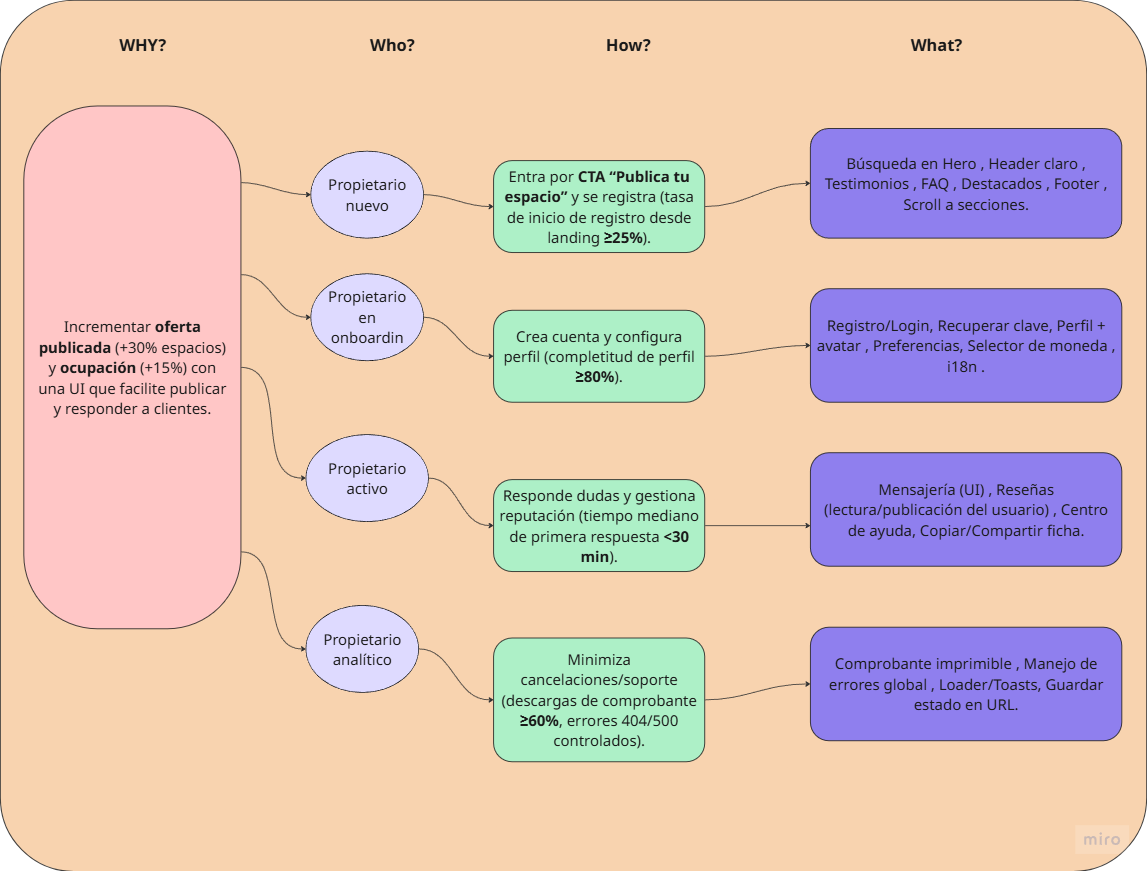 WHY?
Who?
How?
What?
Incrementar oferta
publicada (+30% espacios)
y ocupación (+15%) con
una UI que facilite publicar
y responder a clientes.
Propietario
nuevo
Entra por CTA “Publica tu
espacio” y se registra (tasa
de inicio de registro desde
landing ≥25%).
Búsqueda en Hero , Header claro ,
Testimonios , FAQ , Destacados , Footer ,
Scroll a secciones.
Propietario
en
onboardin
Crea cuenta y configura
perfil (completitud de perfil
≥80%).
Registro/Login, Recuperar clave, Perfil +
avatar , Preferencias, Selector de moneda ,
i18n .
Propietario
activo
Responde dudas y gestiona
reputación (tiempo mediano
de primera respuesta <30
min).
Mensajería (UI) , Reseñas
(lectura/publicación del usuario) , Centro
de ayuda, Copiar/Compartir ficha.
Propietario
analítico
Minimiza
cancelaciones/soporte
(descargas de comprobante
≥60%, errores 404/500
controlados).
Comprobante imprimible , Manejo de
errores global , Loader/Toasts, Guardar
estado en URL.
miro